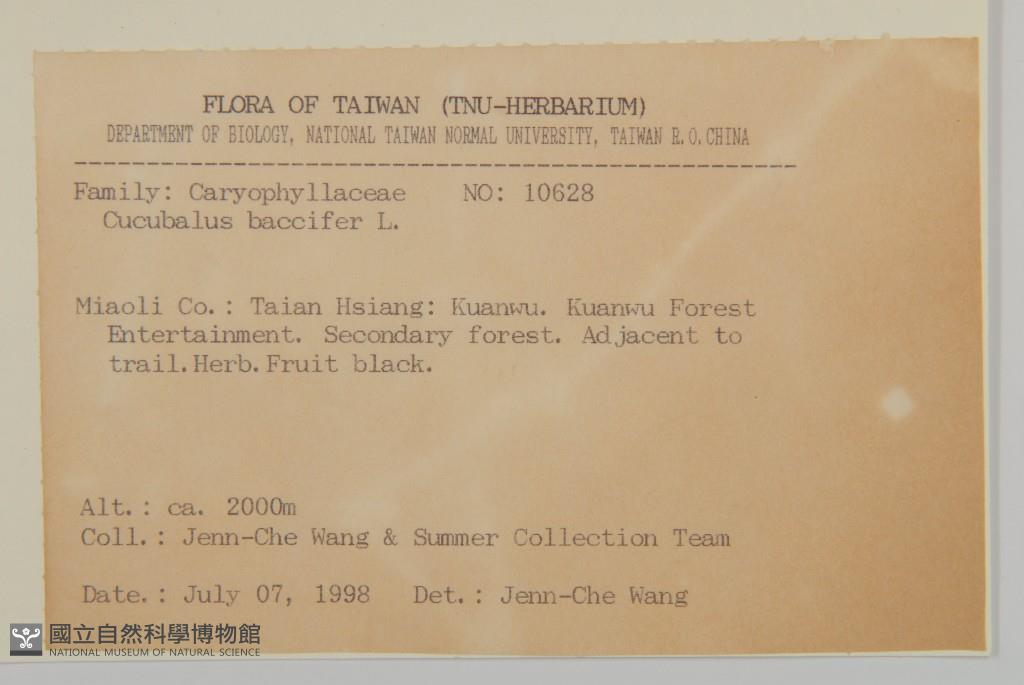 FLORA OF TAIWAN (TNU-HERBARIUM)
DEPARTMENT OF BIOLOGY, NATIONAL TAIWAN NORMAL UNIVERSITY, TAIWAN R.O.CHINA
Family: Caryophyllaceae NO: 10628
Cucubalus baccifer L.
Miaoli Co.: Taian Hsiang: Kuanwu. Kuanwu Forest
Entertainment. Secondary forest. Adjacent to
trail.Herb.Fruit black.
Alt.: ca. 2000m
Coll.: Jenn-Che Wang & Summer Collection Team
Date.: July 07, 1998 Det.: Jenn-Che Wang
國立自然科學博物館
NATIONAL MUSEUM OF NATURAL SCIENCE